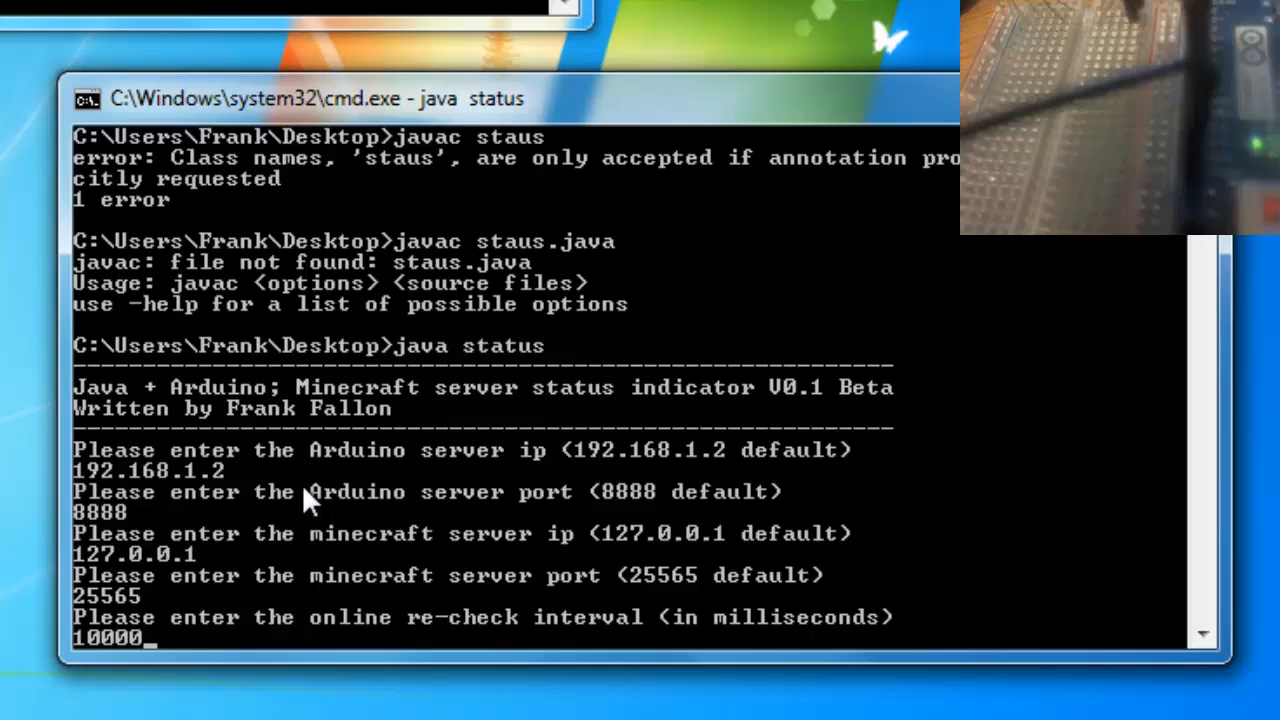 C:\Windows\system32\cmd.exe - java  status
C:\Users\Frank\Desktop>javac staus
error: Class names, 'staus', are only accepted if annotation pro
citly requested
1 error
C:\Users\Frank\Desktop>javac staus.java
javac: file not found: staus.java
Usage: javac <options> <source files>
use -help for a list of possible options
C:\Users\Frank\Desktop>java status
----------------------------------------------------------------
Java + Arduino; Minecraft server status indicator V0.1 Beta
Written by Frank Fallon
----------------------------------------------------------------
Please enter the Arduino server ip (192.168.1.2 default)
192.168.1.2
Please enter the Arduino server port (8888 default)
8888
Please enter the minecraft server ip (127.0.0.1 default)
127.0.0.1
Please enter the minecraft server port (25565 default)
25565
Please enter the online re-check interval (in milliseconds)
10000_